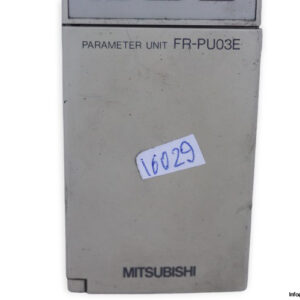 PARAMETER UNIT FR-PU03E
16029
MITSUBISHI